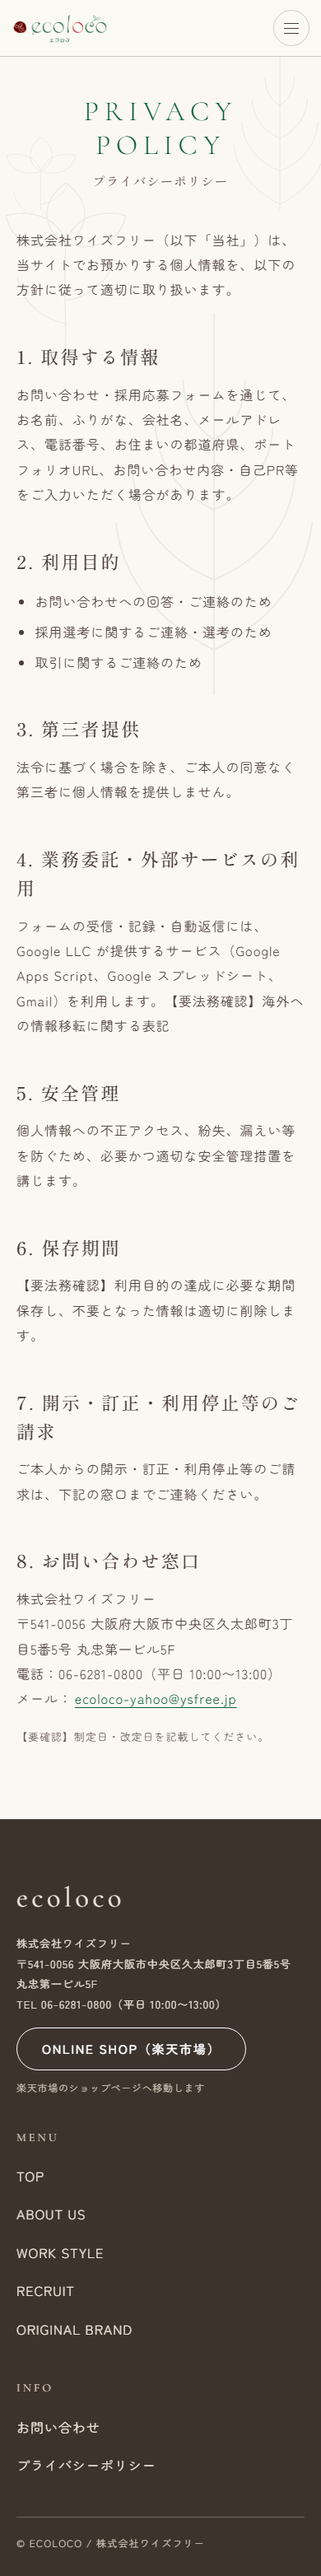 ecoloco
エコロコ
PRIVACY
POLICY
プライバシーポリシー
株式会社ワイズフリー（以下「当社」）は、
当サイトでお預かりする個人情報を、以下の
方針に従って適切に取り扱います。
1. 取得する情報
お問い合わせ・採用応募フォームを通じて、
お名前、ふりがな、会社名、メールアドレ
ス、電話番号、お住まいの都道府県、ポート
フォリオURL、お問い合わせ内容・自己PR等
をご入力いただく場合があります。
2. 利用目的
• お問い合わせへの回答・ご連絡のため
• 採用選考に関するご連絡・選考のため
• 取引に関するご連絡のため
3. 第三者提供
法令に基づく場合を除き、ご本人の同意なく
第三者に個人情報を提供しません。
4. 業務委託・外部サービスの利
用
フォームの受信・記録・自動返信には、
Google LLC が提供するサービス（Google
Apps Script、Google スプレッドシート、
Gmail）を利用します。【要法務確認】海外へ
の情報移転に関する表記
5. 安全管理
個人情報への不正アクセス、紛失、漏えい等
を防ぐため、必要かつ適切な安全管理措置を
講じます。
6. 保存期間
【要法務確認】利用目的の達成に必要な期間
保存し、不要となった情報は適切に削除しま
す。
7. 開示・訂正・利用停止等のご
請求
ご本人からの開示・訂正・利用停止等のご請
求は、下記の窓口までご連絡ください。
8. お問い合わせ窓口
株式会社ワイズフリー
〒541-0056 大阪府大阪市中央区久太郎町3丁
目5番5号 丸忠第一ビル5F
電話：06-6281-0800（平日 10:00〜13:00）
メール： ecoloco-yahoo@ysfree.jp
【要確認】制定日・改定日を記載してください。
ecoloco
株式会社ワイズフリー
〒541-0056 大阪府大阪市中央区久太郎町3丁目5番5号
丸忠第一ビル5F
TEL 06-6281-0800（平日 10:00〜13:00）
ONLINE SHOP（楽天市場）
楽天市場のショップページへ移動します
MENU
TOP
ABOUT US
WORK STYLE
RECRUIT
ORIGINAL BRAND
INFO
お問い合わせ
プライバシーポリシー
© ECOLOCO / 株式会社ワイズフリー